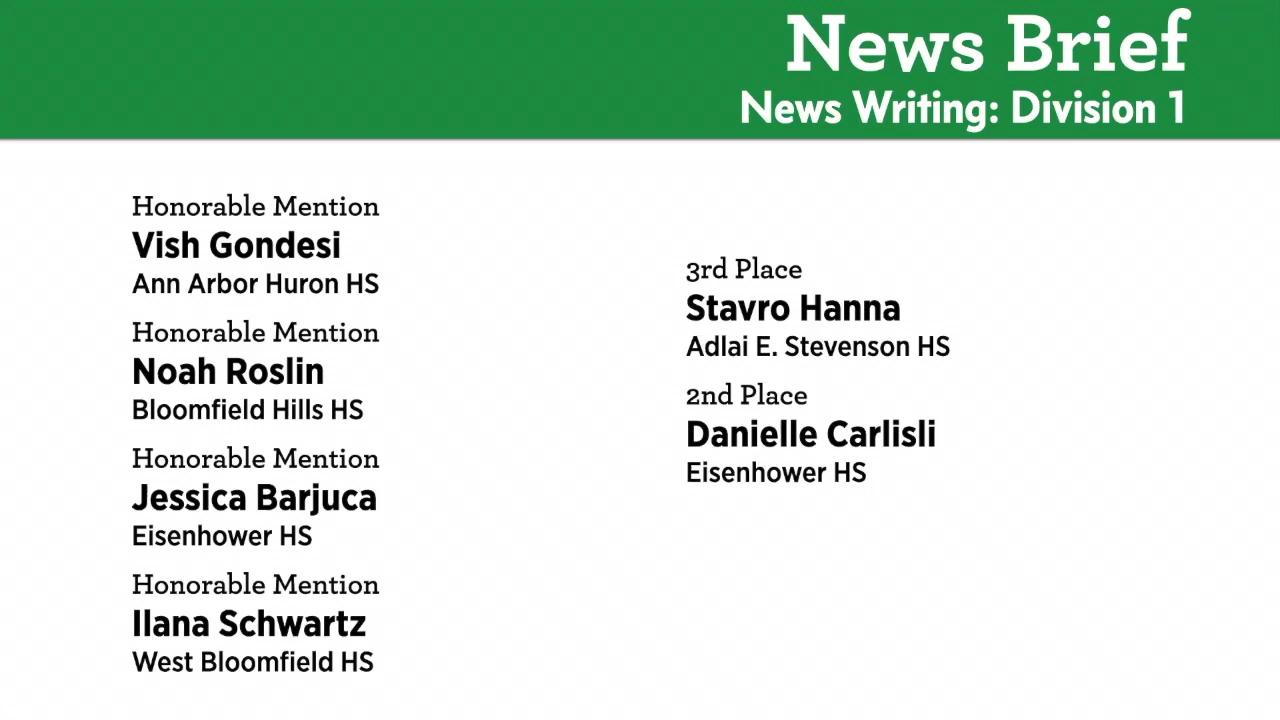 News Brief
News Writing: Division 1
Honorable Mention
Vish Gondesi
Ann Arbor Huron HS
Honorable Mention
Noah Roslin
Bloomfield Hills HS
Honorable Mention
Jessica Barjuca
Eisenhower HS
Honorable Mention
Ilana Schwartz
West Bloomfield HS
3rd Place
Stavro Hanna
Adlai E. Stevenson HS
2nd Place
Danielle Carlisli
Eisenhower HS